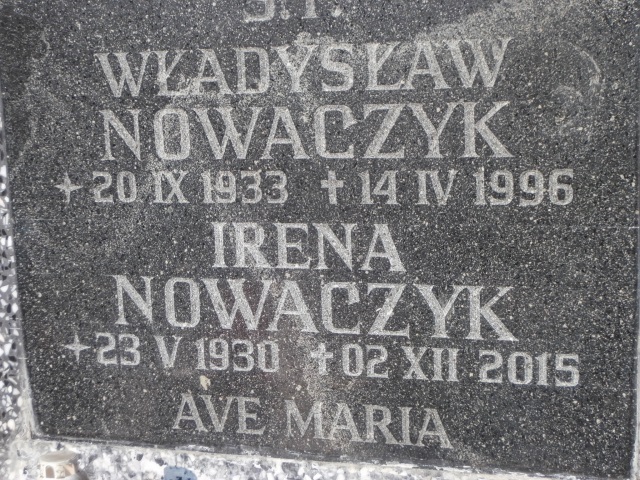 Ś.P.
WŁADYSŁAW
NOWACZYK
+ 20 IX 1933 ✝ 14 IV 1996
IRENA
NOWACZYK
+ 23 V 1930 ✝ 02 XII 2015
AVE MARIA